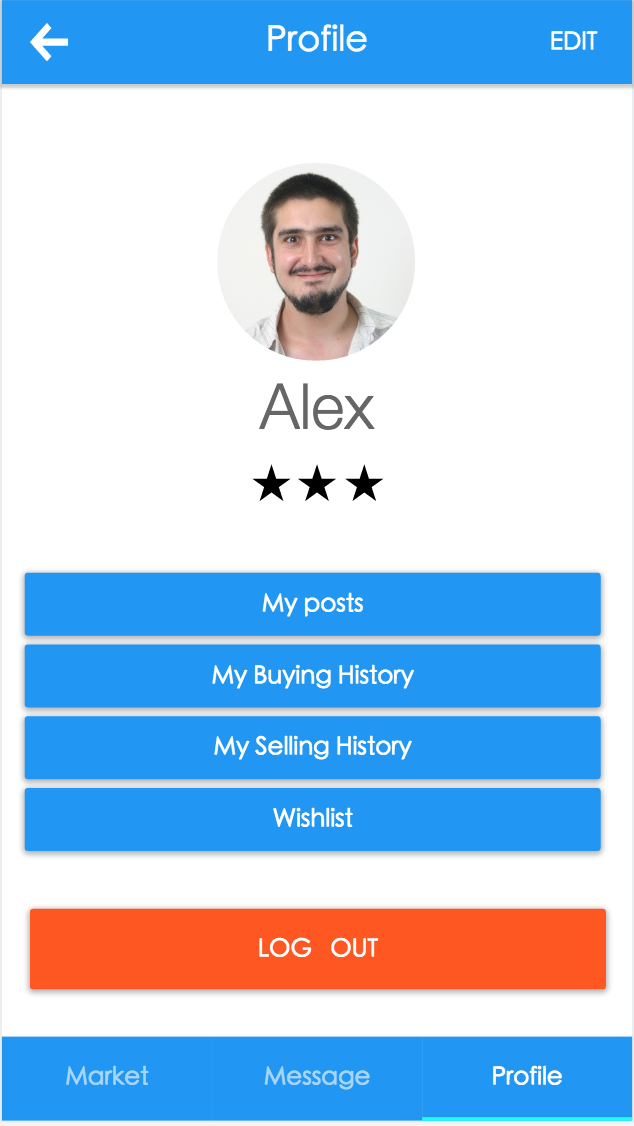 Profile
EDIT
Alex
My posts
My Buying History
My Selling History
Wishlist
LOG OUT
Market
Message
Profile